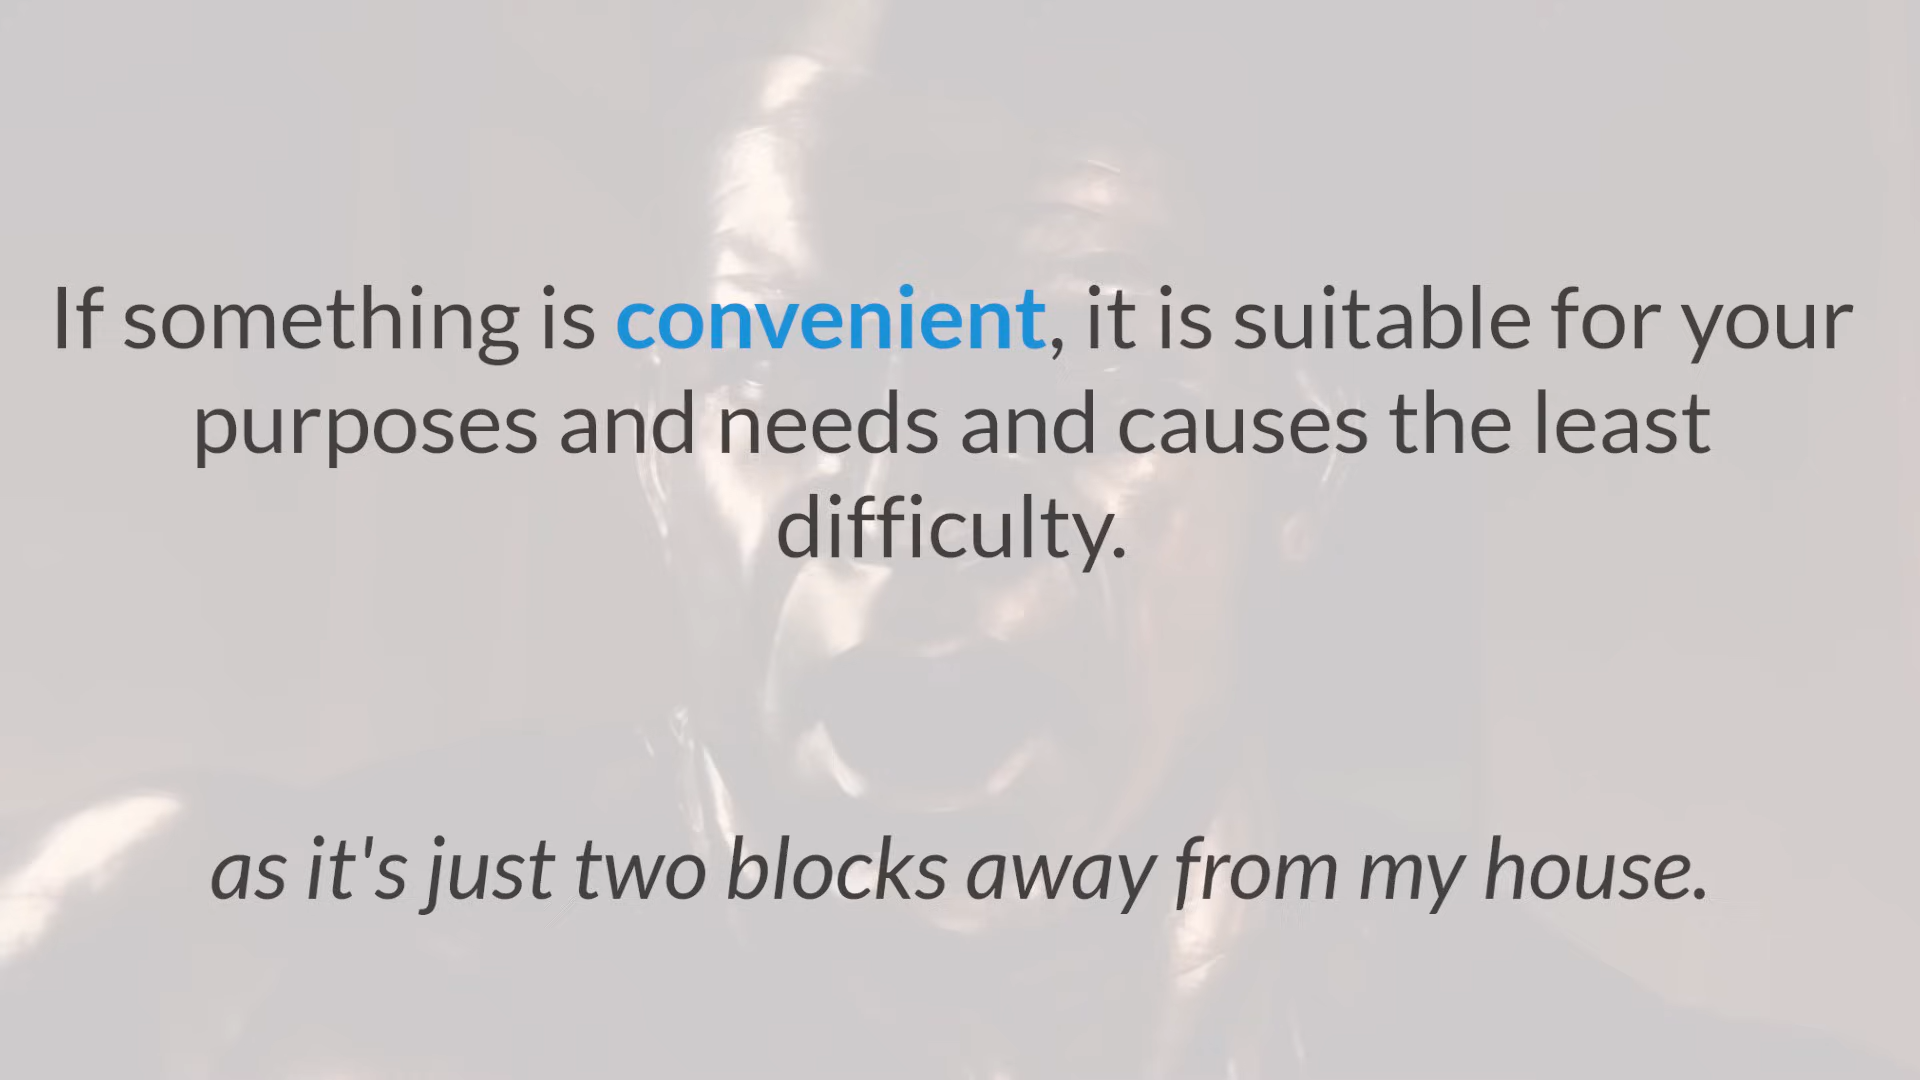 If something is convenient, it is suitable for your
purposes and needs and causes the least
difficulty.
as it's just two blocks away from my house.